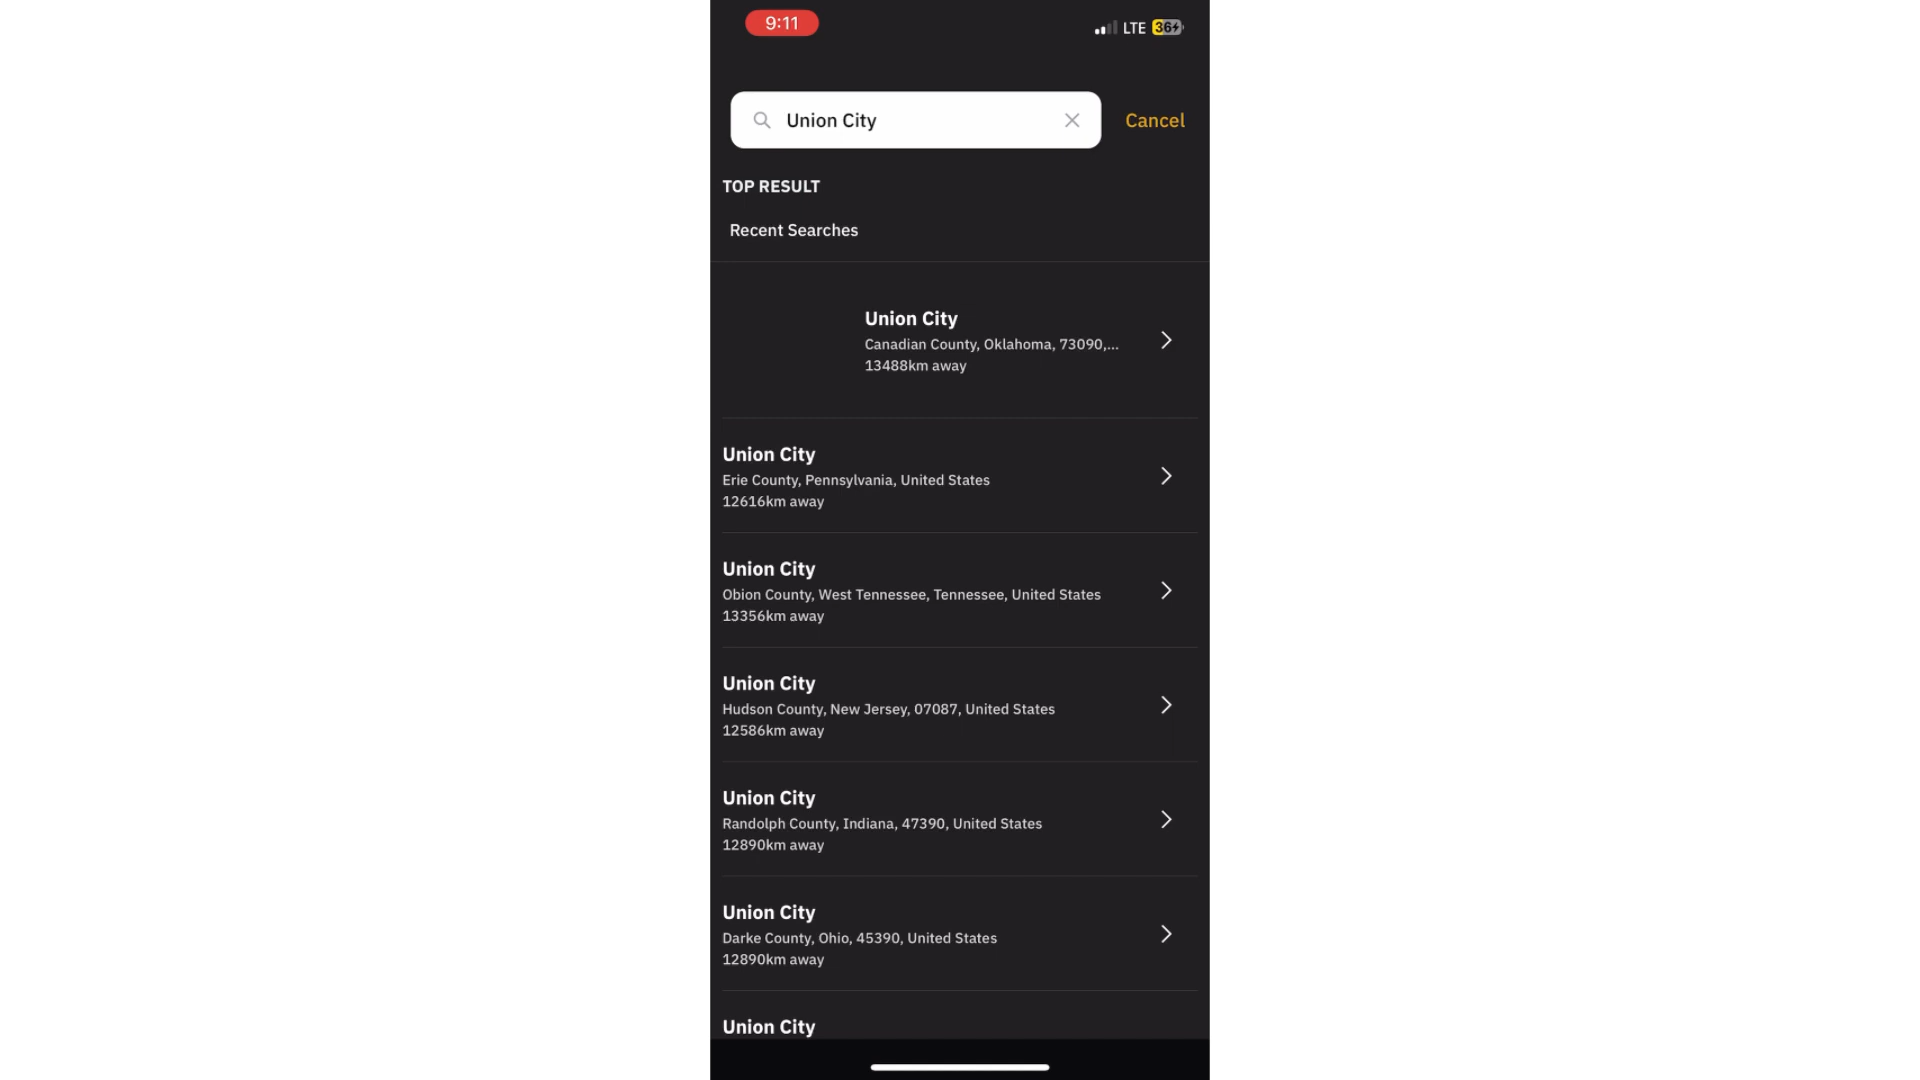 9:11
LTE 36
Union City
Cancel
TOP RESULT
Recent Searches
Union City
Canadian County, Oklahoma, 73090,...
13488km away
Union City
Erie County, Pennsylvania, United States
12616km away
Union City
Obion County, West Tennessee, Tennessee, United States
13356km away
Union City
Hudson County, New Jersey, 07087, United States
12586km away
Union City
Randolph County, Indiana, 47390, United States
12890km away
Union City
Darke County, Ohio, 45390, United States
12890km away
Union City